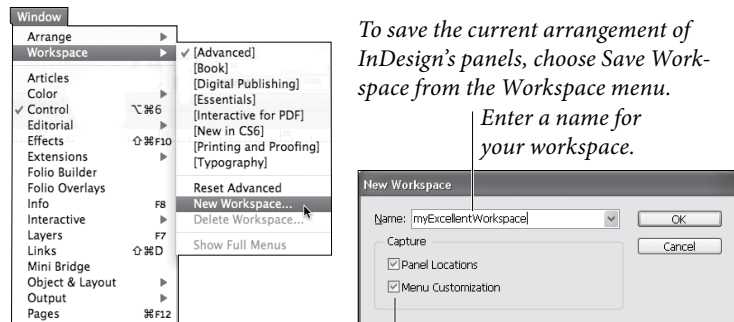 Window
Arrange
Workspace
Articles
Color
✓ Control ⌥⌘6
Editorial
Effects ⇧⌘F10
Extensions
Folio Builder
Folio Overlays
Info F8
Interactive
Layers F7
Links ⇧⌘D
Mini Bridge
Object & Layout
Output
Pages ⌘F12
✓ [Advanced]
[Book]
[Digital Publishing]
[Essentials]
[Interactive for PDF]
[New in CS6]
[Printing and Proofing]
[Typography]
Reset Advanced
New Workspace...
Delete Workspace...
Show Full Menus
To save the current arrangement of
InDesign’s panels, choose Save Work-
space from the Workspace menu.
Enter a name for
your workspace.
New Workspace
Name: myExcellentWorkspace
OK
Capture
Cancel
Panel Locations
Menu Customization